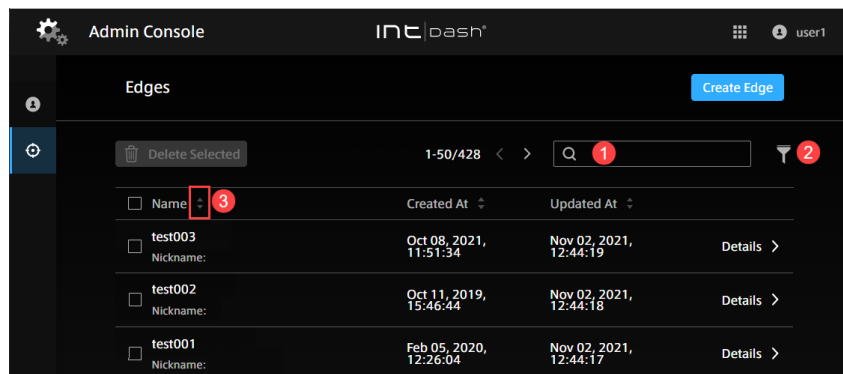 Admin Console
INt|Dash®
user1
Edges
Create Edge
Delete Selected
1-50/428
1
2
Name
3
Created At
Updated At
test003
Nickname:
Oct 08, 2021,
11:51:34
Nov 02, 2021,
12:44:19
Details
test002
Nickname:
Oct 11, 2019,
15:46:44
Nov 02, 2021,
12:44:18
Details
test001
Nickname:
Feb 05, 2020,
12:26:04
Nov 02, 2021,
12:44:17
Details